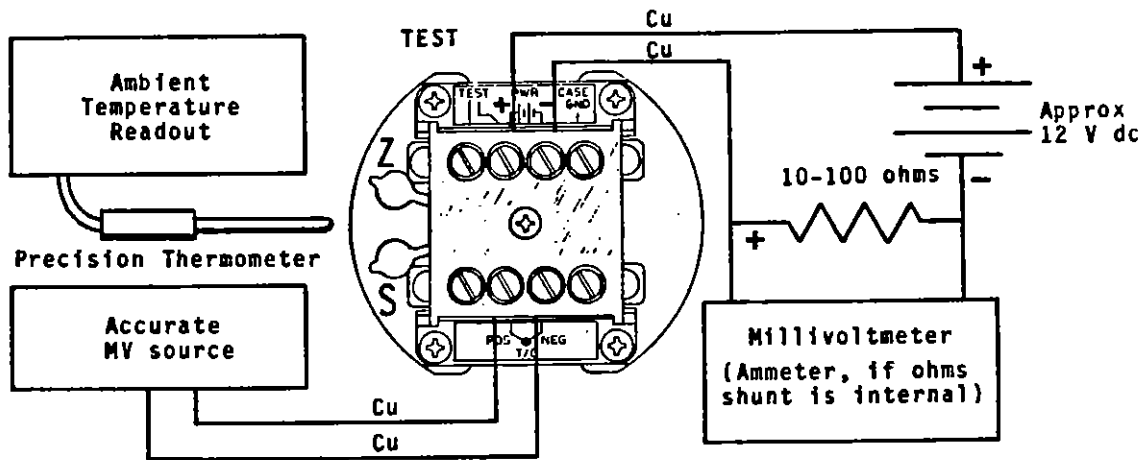 TEST
Cu
Cu
Ambient
Temperature
Readout
TEST + PWR − CASE
GND
+
Approx
12 V dc
−
Z
10-100 ohms
+
Precision Thermometer
S
Accurate
MV source
POS NEG
T/C
Millivoltmeter
(Ammeter, if ohms
shunt is internal)
Cu
Cu